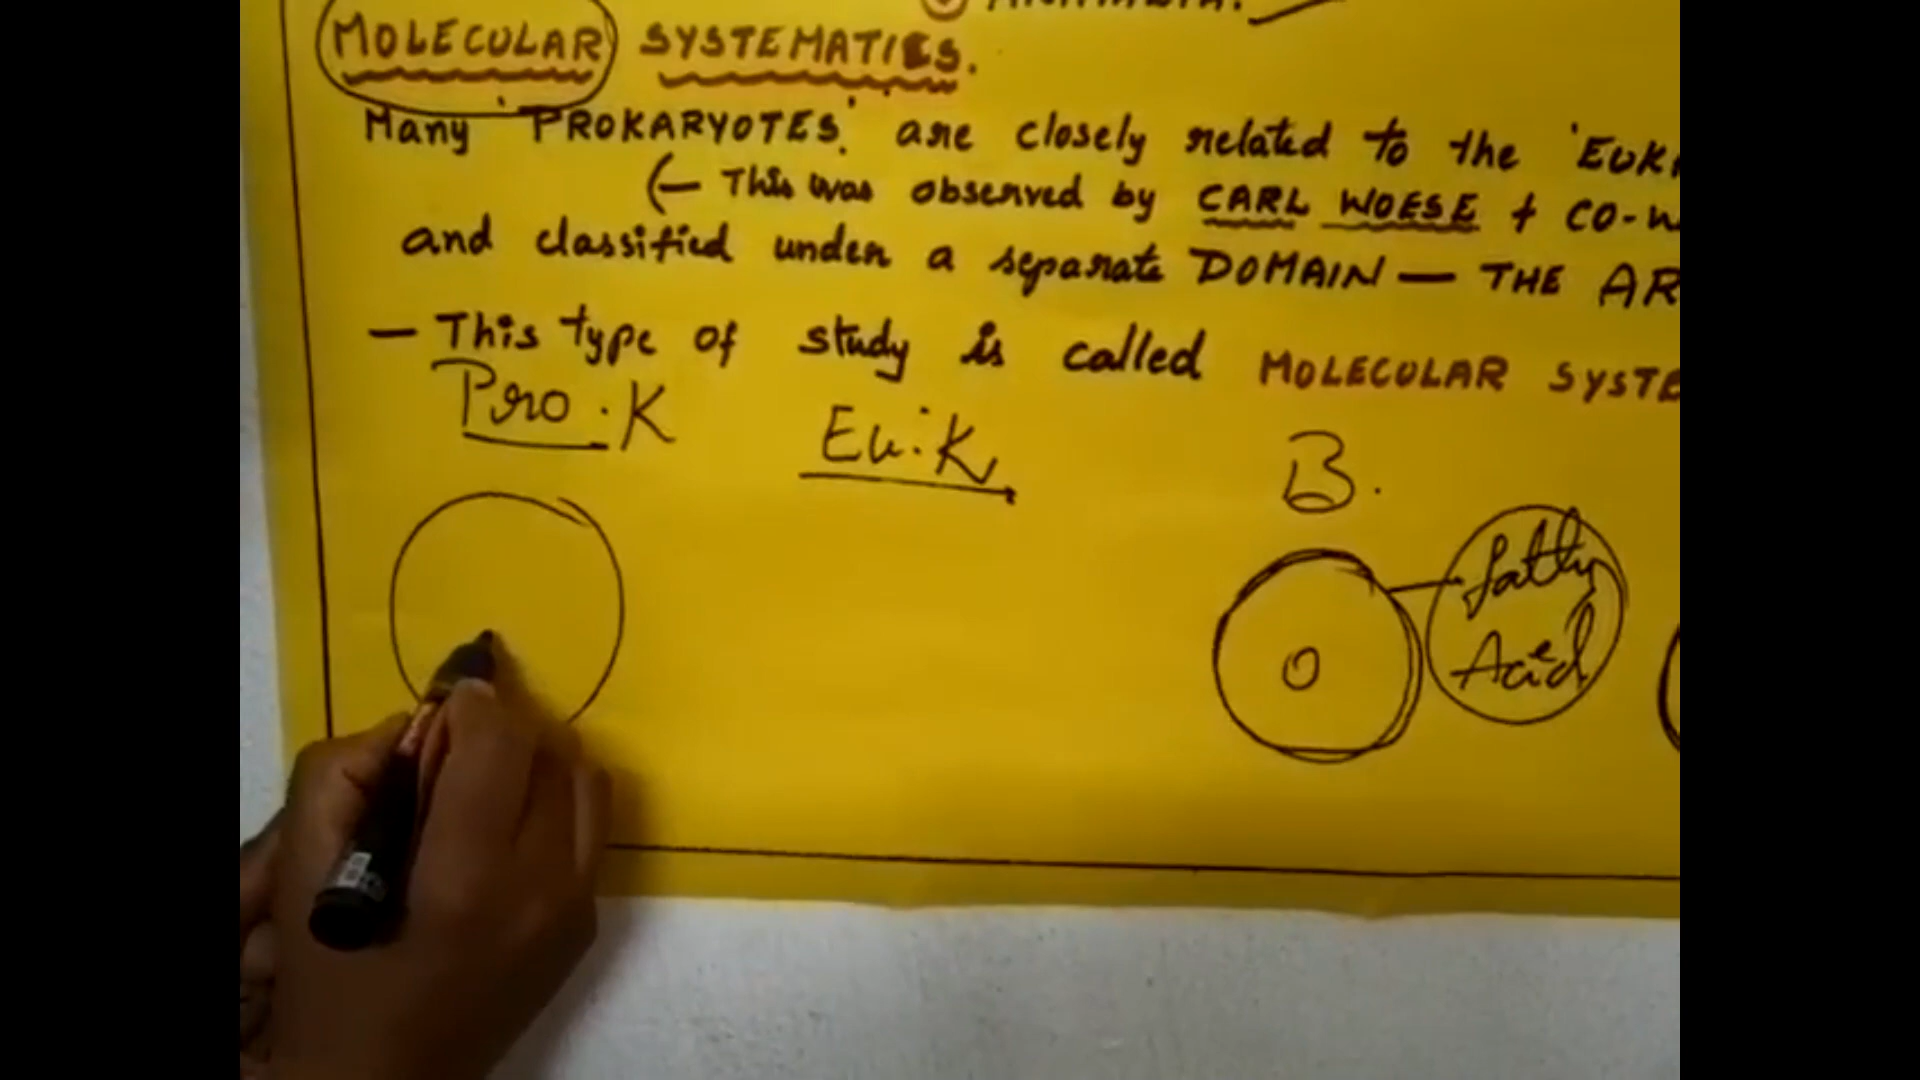 MOLECULAR SYSTEMATICS.
Many 'PROKARYOTES' are closely related to the 'EUK
(— This was observed by CARL WOESE + CO-W
and classified under a separate DOMAIN — THE AR
— This type of study is called MOLECULAR SYSTE
Pro.K Eu.K B.
fatty
Acid